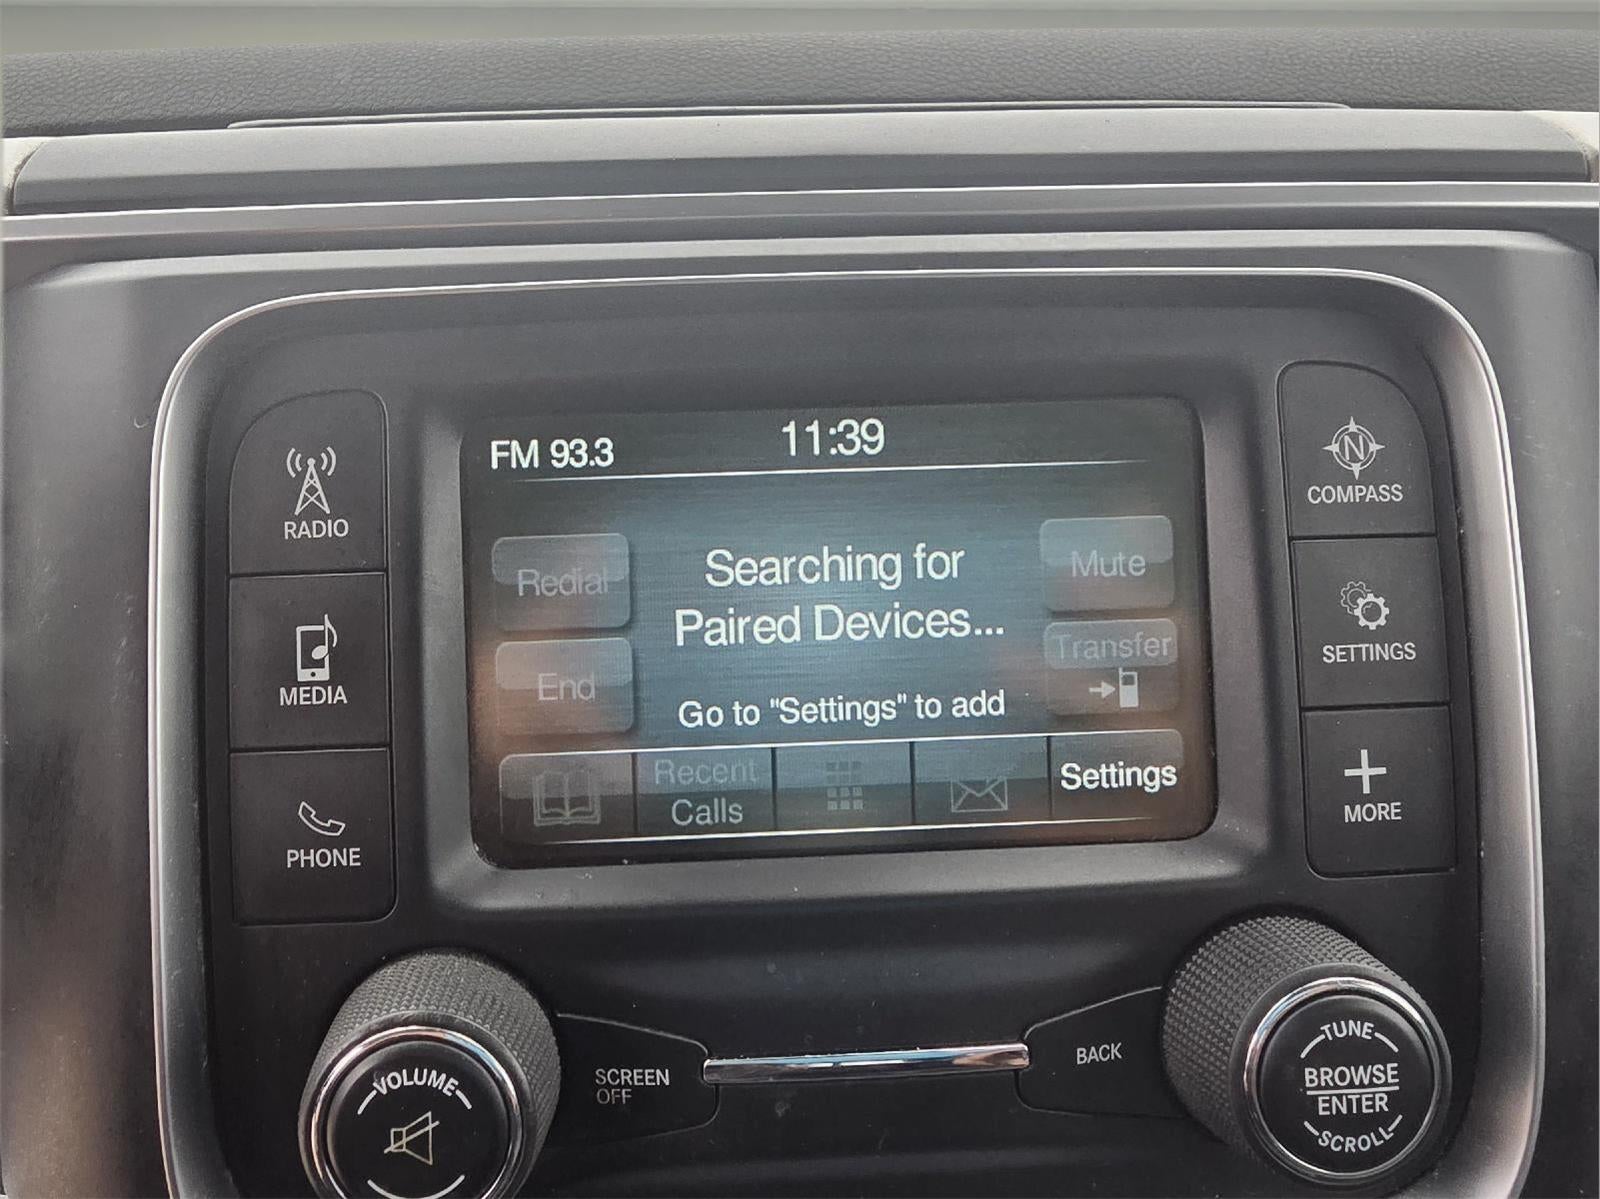 FM 93.3
11:39
RADIO
MEDIA
PHONE
Redial
End
Searching for
Paired Devices...
Go to "Settings" to add
Mute
Transfer
Recent
Calls
Settings
N
COMPASS
SETTINGS
MORE
VOLUME
SCREEN
OFF
BACK
TUNE
BROWSE
ENTER
SCROLL